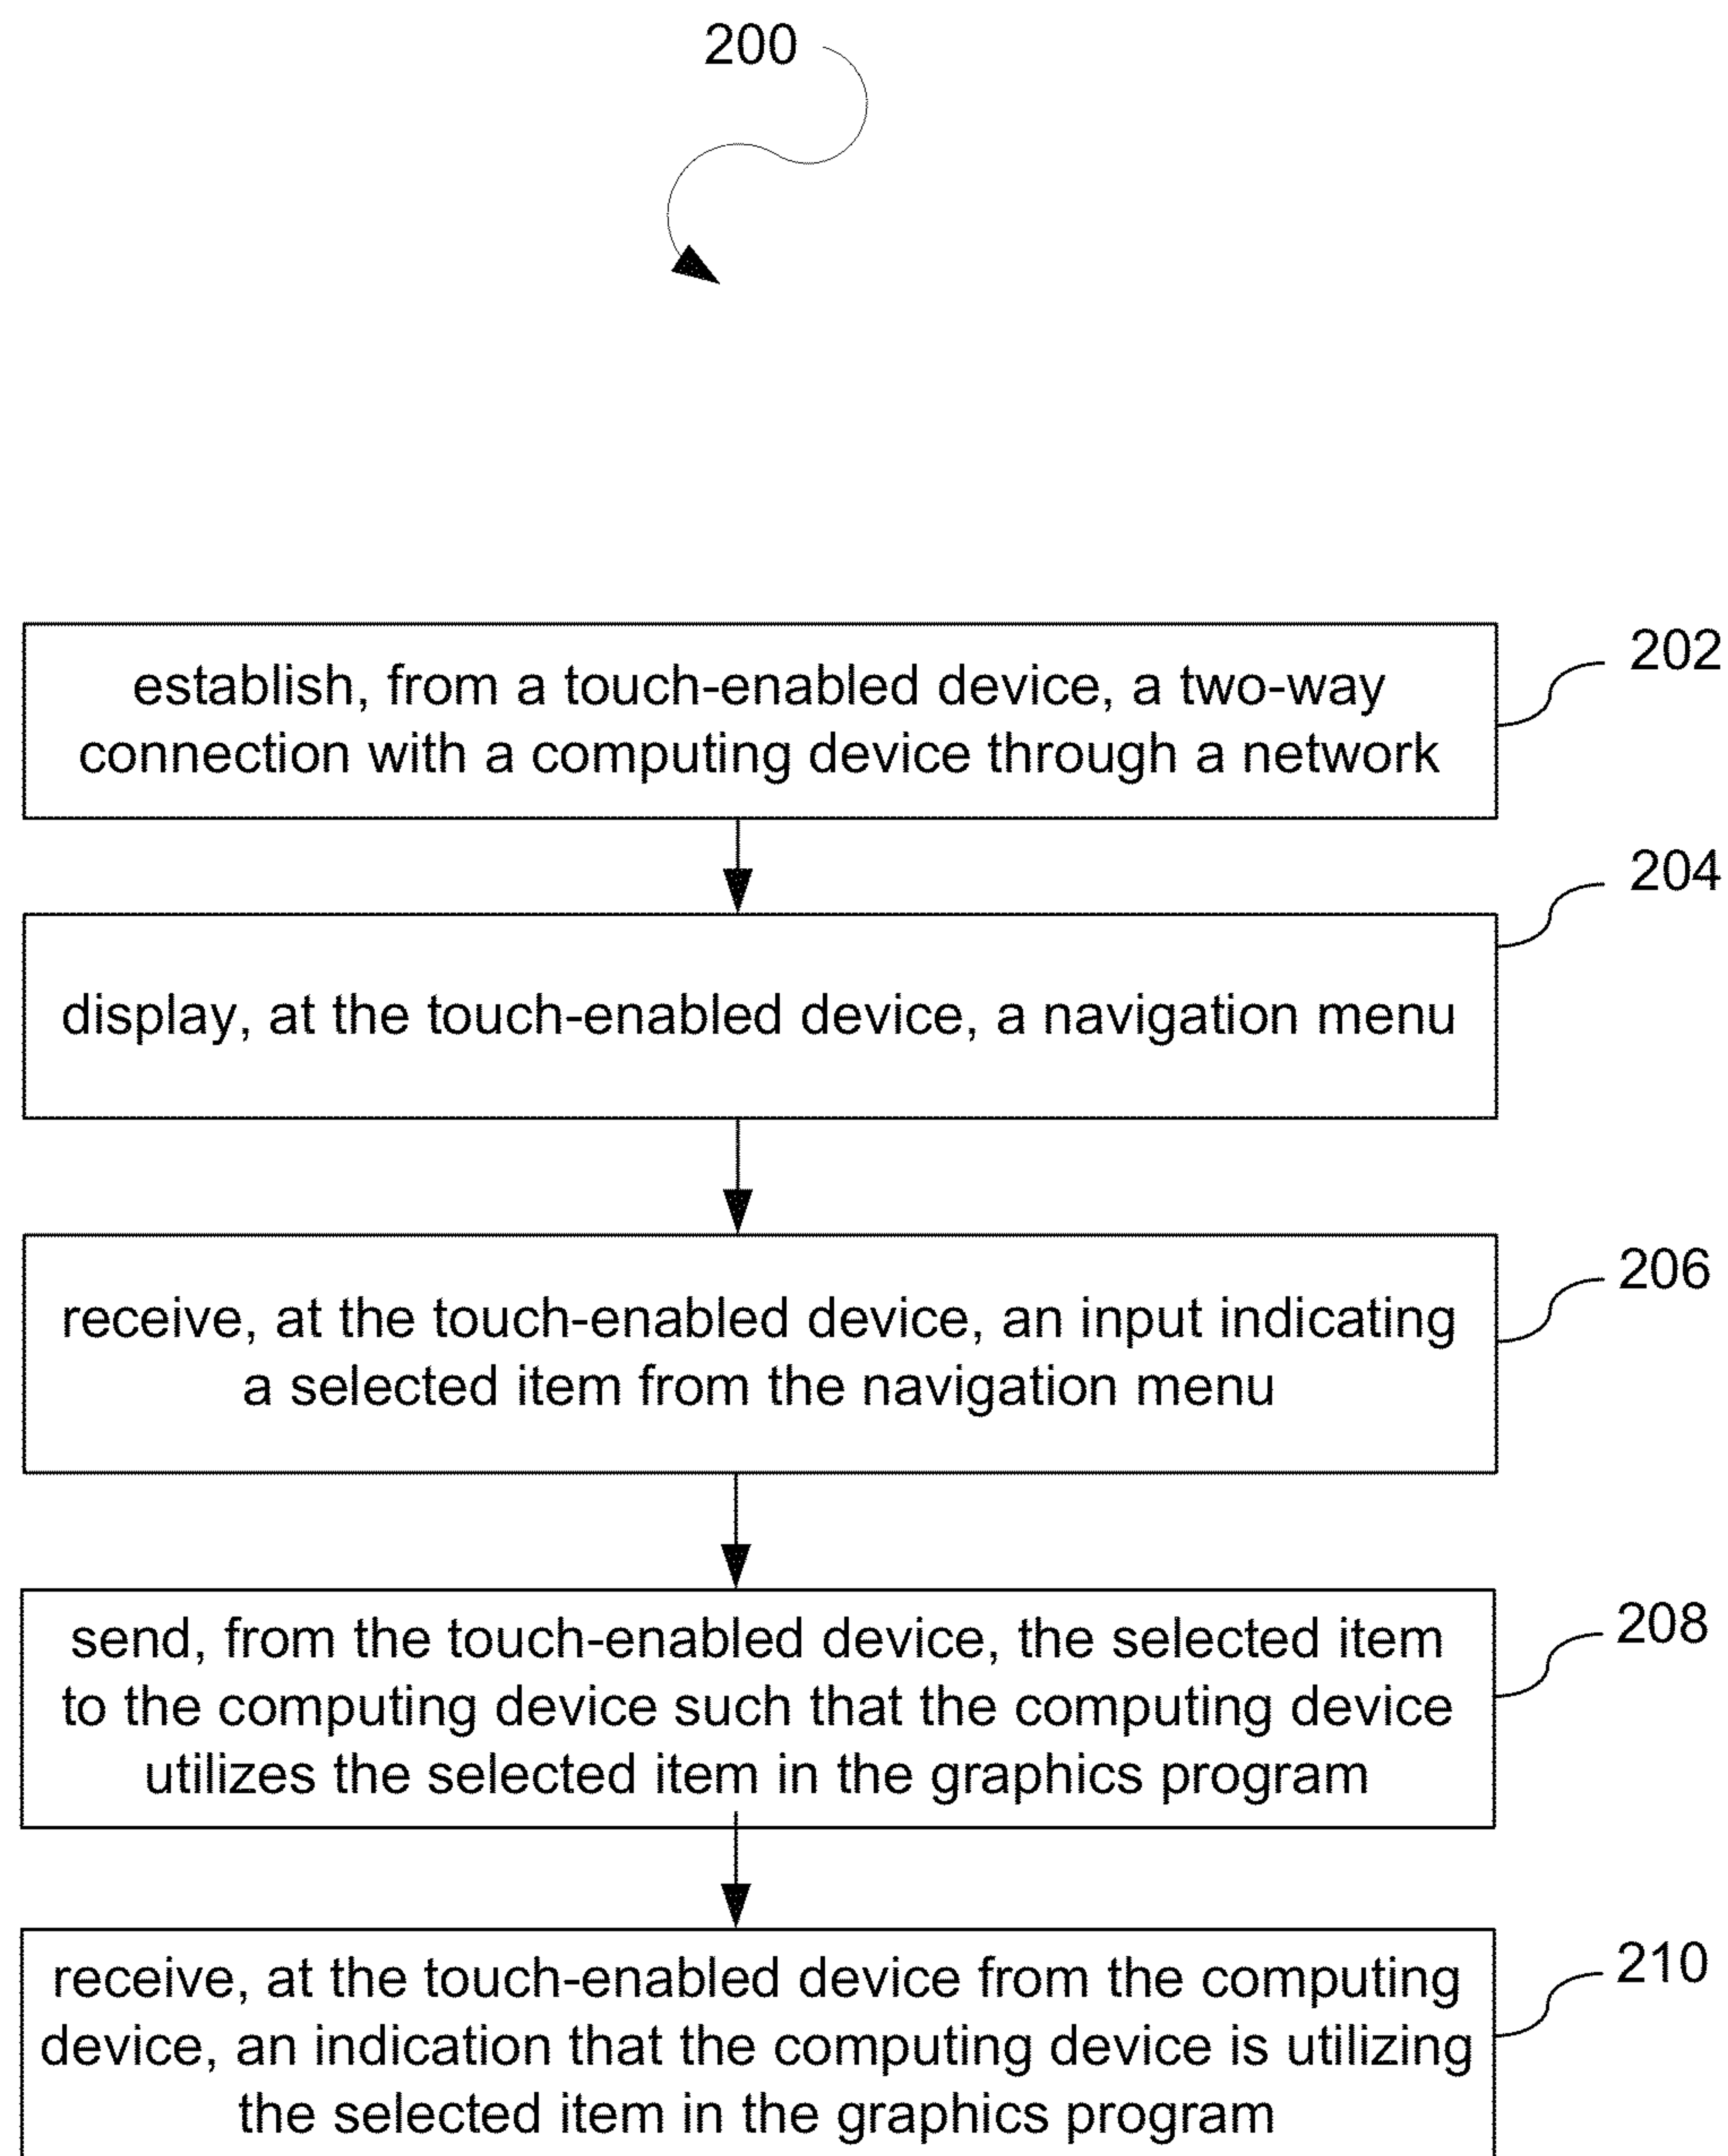 200
establish, from a touch-enabled device, a two-way
connection with a computing device through a network
202
display, at the touch-enabled device, a navigation menu
204
receive, at the touch-enabled device, an input indicating
a selected item from the navigation menu
206
send, from the touch-enabled device, the selected item
to the computing device such that the computing device
utilizes the selected item in the graphics program
208
receive, at the touch-enabled device from the computing
device, an indication that the computing device is utilizing
the selected item in the graphics program
210